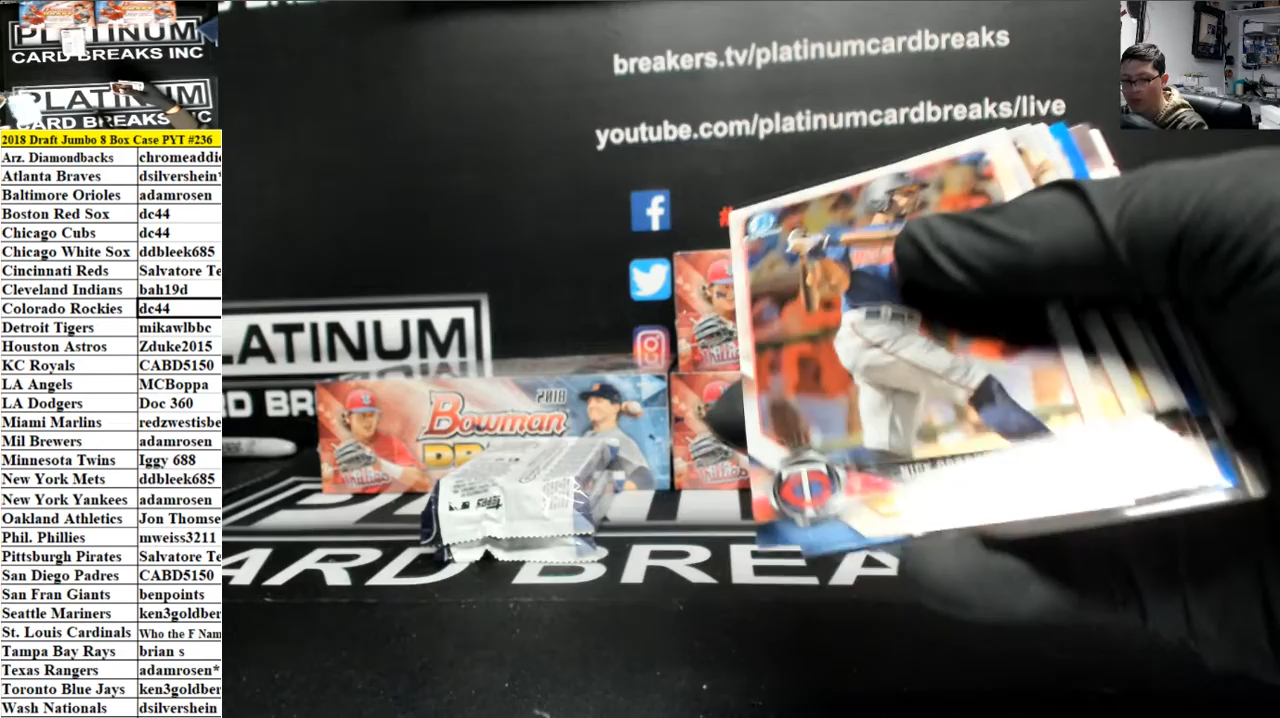 PLATINUM
CARD BREAKS INC
PLATINUM
CARD BREAKS INC
2018 Draft Jumbo 8 Box Case PYT #236
Arz. Diamondbacks chromeaddi
Atlanta Braves dsilvershein*
Baltimore Orioles adamrosen
Boston Red Sox dc44
Chicago Cubs dc44
Chicago White Sox ddbleek685
Cincinnati Reds Salvatore Te
Cleveland Indians bah19d
Colorado Rockies dc44
Detroit Tigers mikawlbbc
Houston Astros Zduke2015
KC Royals CABD5150
LA Angels MCBoppa
LA Dodgers Doc 360
Miami Marlins redzwestisbe
Mil Brewers adamrosen
Minnesota Twins Iggy 688
New York Mets ddbleek685
New York Yankees adamrosen
Oakland Athletics Jon Thomse
Phil. Phillies mweiss3211
Pittsburgh Pirates Salvatore Te
San Diego Padres CABD5150
San Fran Giants benpoints
Seattle Mariners ken3goldber
St. Louis Cardinals Who the F Nam
Tampa Bay Rays brian s
Texas Rangers adamrosen*
Toronto Blue Jays ken3goldber
Wash Nationals dsilvershein
breakers.tv/platinumcardbreaks
youtube.com/platinumcardbreaks/live
LATINUM
RD BR
2018
Bowman
Phillies
CARD BREA